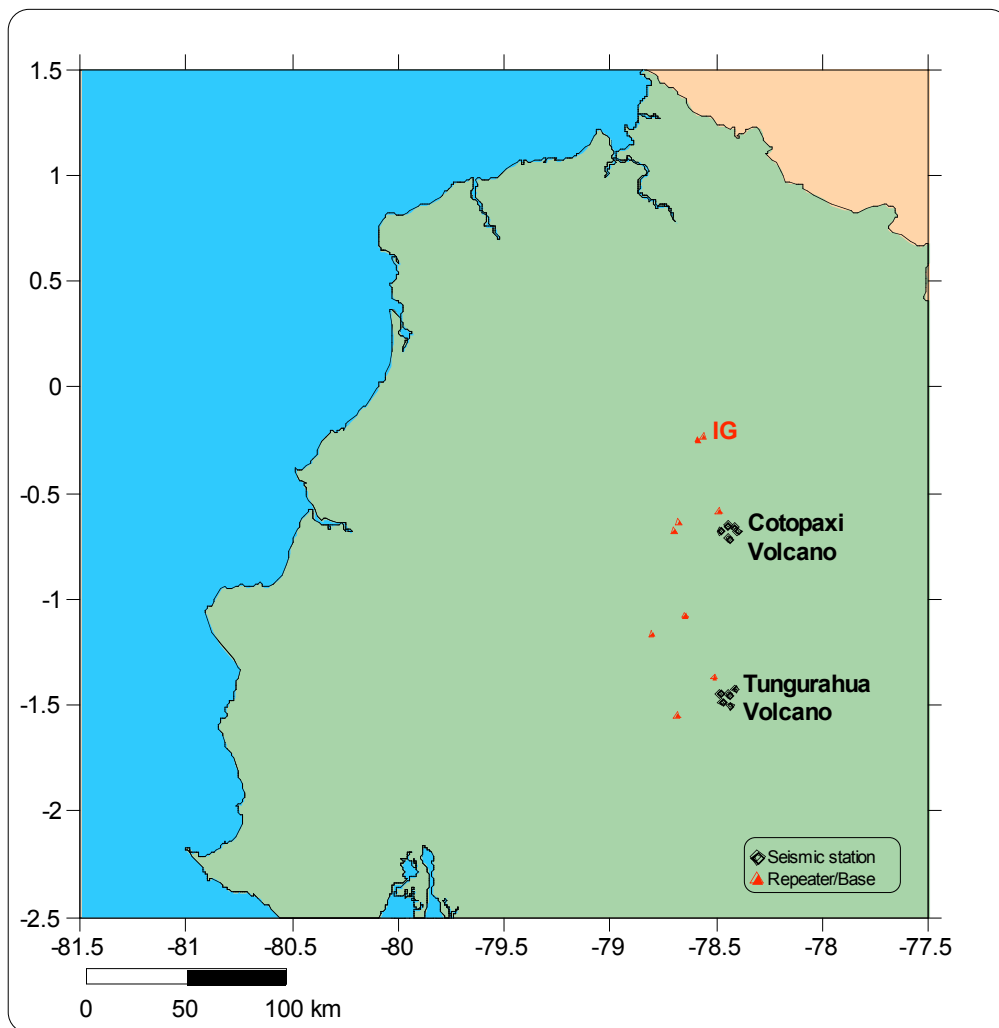 1.5
1
0.5
0
-0.5
-1
-1.5
-2
-2.5
IG
Cotopaxi
Volcano
Tungurahua
Volcano
Seismic station
Repeater/Base
-81.5 -81 -80.5 -80 -79.5 -79 -78.5 -78 -77.5
0 50 100 km